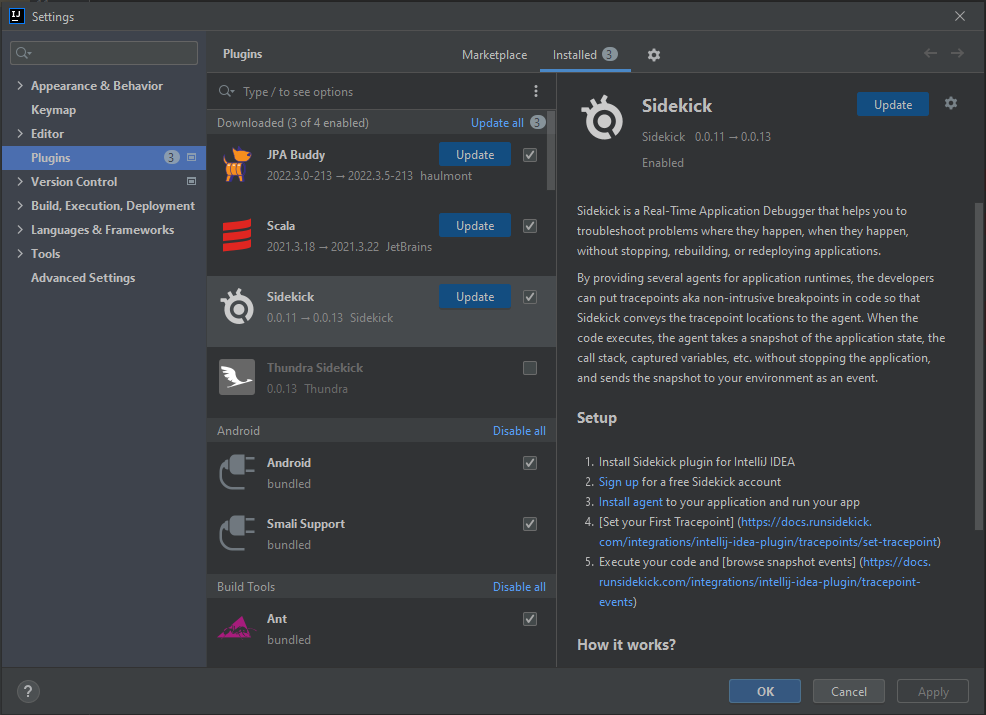 Settings
Appearance & Behavior
Keymap
Editor
Plugins 3
Version Control
Build, Execution, Deployment
Languages & Frameworks
Tools
Advanced Settings
Plugins
Marketplace
Installed 3
Type / to see options
Downloaded (3 of 4 enabled) Update all 3
JPA Buddy Update
2022.3.0-213 → 2022.3.5-213 haulmont
Scala Update
2021.3.18 → 2021.3.22 JetBrains
Sidekick Update
0.0.11 → 0.0.13 Sidekick
Thundra Sidekick
0.0.13 Thundra
Android Disable all
Android
bundled
Smali Support
bundled
Build Tools Disable all
Ant
bundled
Sidekick Update
Sidekick 0.0.11 → 0.0.13
Enabled
Sidekick is a Real-Time Application Debugger that helps you to
troubleshoot problems where they happen, when they happen,
without stopping, rebuilding, or redeploying applications.
By providing several agents for application runtimes, the developers
can put tracepoints aka non-intrusive breakpoints in code so that
Sidekick conveys the tracepoint locations to the agent. When the
code executes, the agent takes a snapshot of the application state, the
call stack, captured variables, etc. without stopping the application,
and sends the snapshot to your environment as an event.
Setup
1. Install Sidekick plugin for IntelliJ IDEA
2. Sign up for a free Sidekick account
3. Install agent to your application and run your app
4. [Set your First Tracepoint] (https://docs.runsidekick.
com/integrations/intellij-idea-plugin/tracepoints/set-tracepoint)
5. Execute your code and [browse snapshot events] (https://docs.
runsidekick.com/integrations/intellij-idea-plugin/tracepoint-
events)
How it works?
?
OK
Cancel
Apply